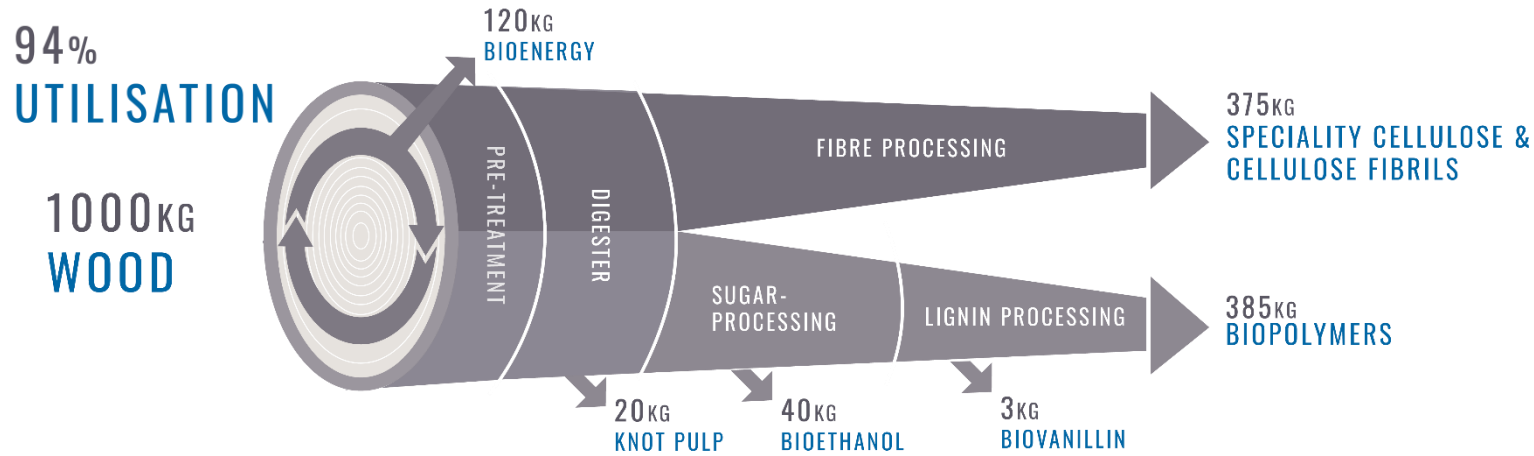 94%
UTILISATION
1000KG
WOOD
120KG
BIOENERGY
PRE-TREATMENT
DIGESTER
FIBRE PROCESSING
SUGAR-
PROCESSING
LIGNIN PROCESSING
375KG
SPECIALITY CELLULOSE &
CELLULOSE FIBRILS
385KG
BIOPOLYMERS
20KG
KNOT PULP
40KG
BIOETHANOL
3KG
BIOVANILLIN